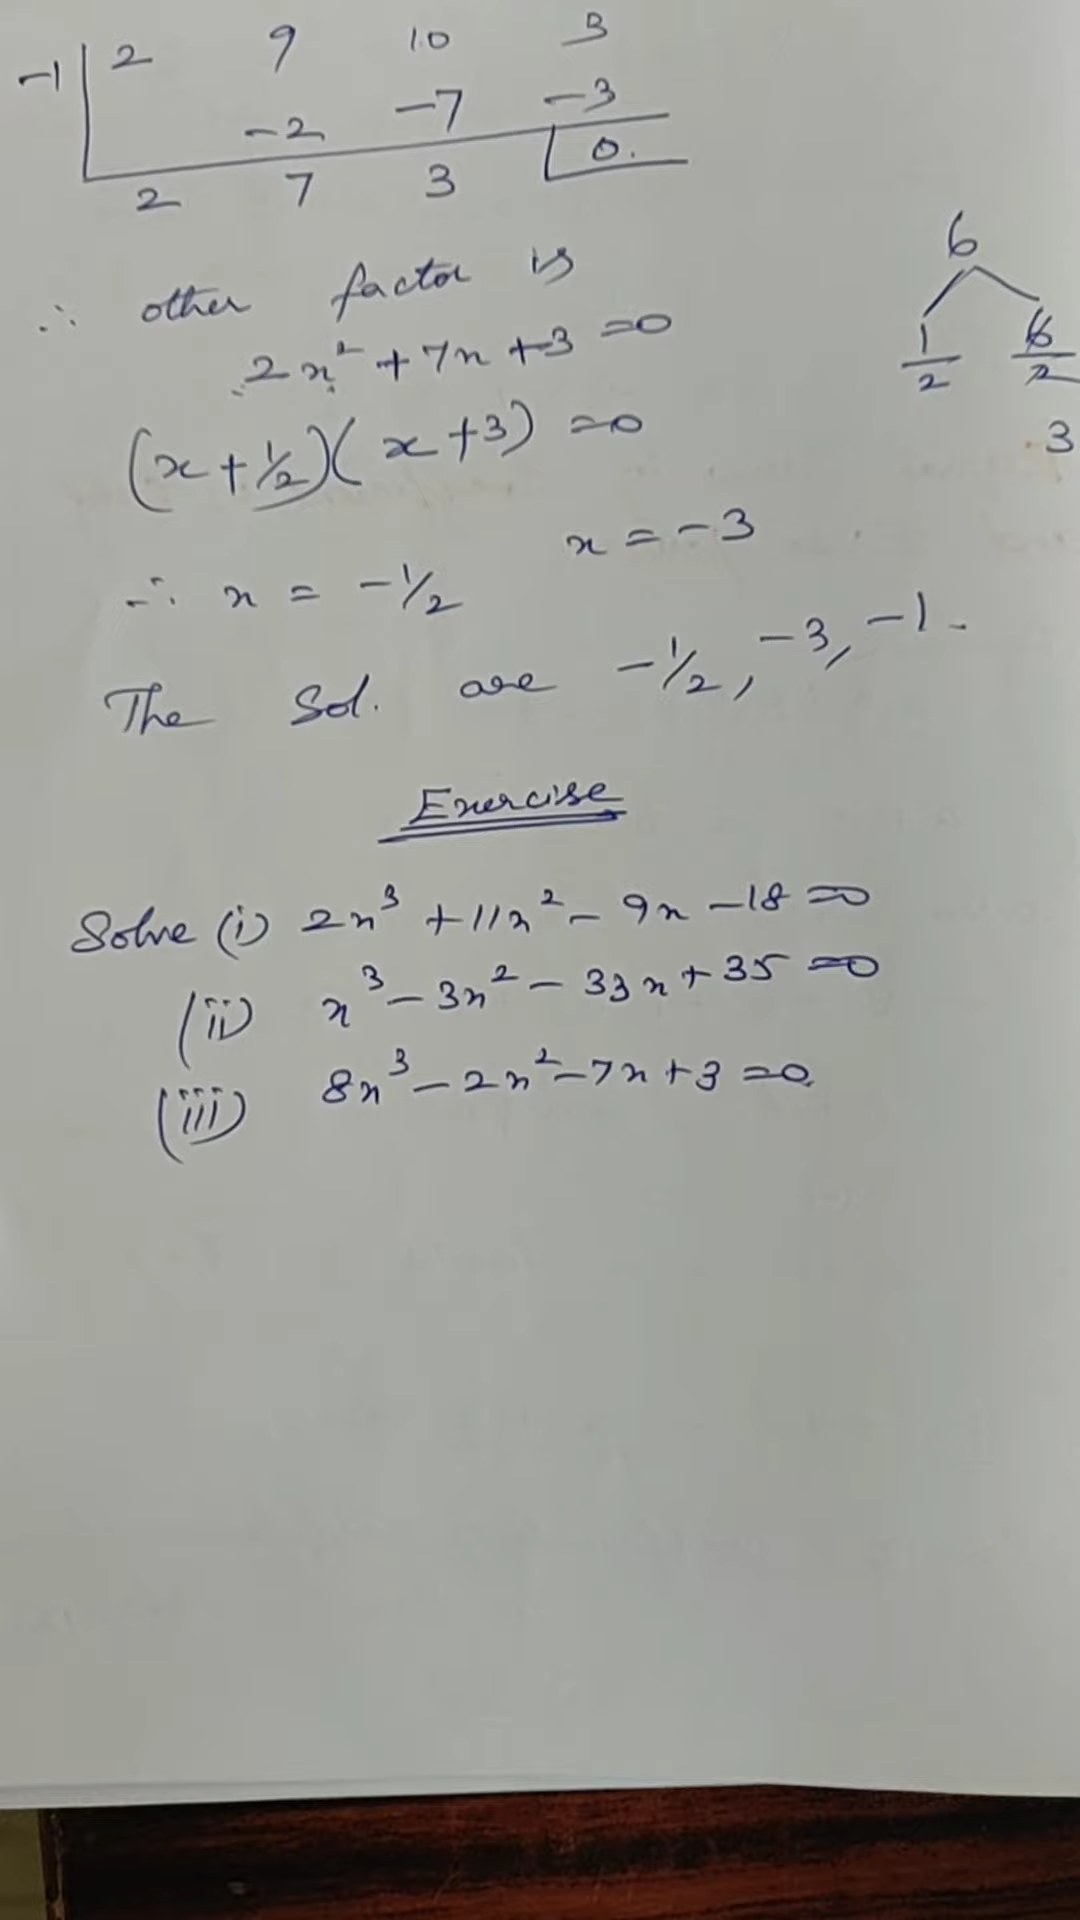 -1 | 2 9 10 3
-2 -7 -3
2 7 3 | 0.
6
1/2 6/2
3
∴ other factor is
2x² + 7x + 3 = 0
(x + 1/2)(x + 3) = 0
∴ x = -1/2 x = -3
The Sol. are -1/2, -3, -1.
Exercise
Solve (i) 2x³ + 11x² - 9x - 18 = 0
(ii) x³ - 3x² - 33x + 35 = 0
(iii) 8x³ - 2x² - 7x + 3 = 0.